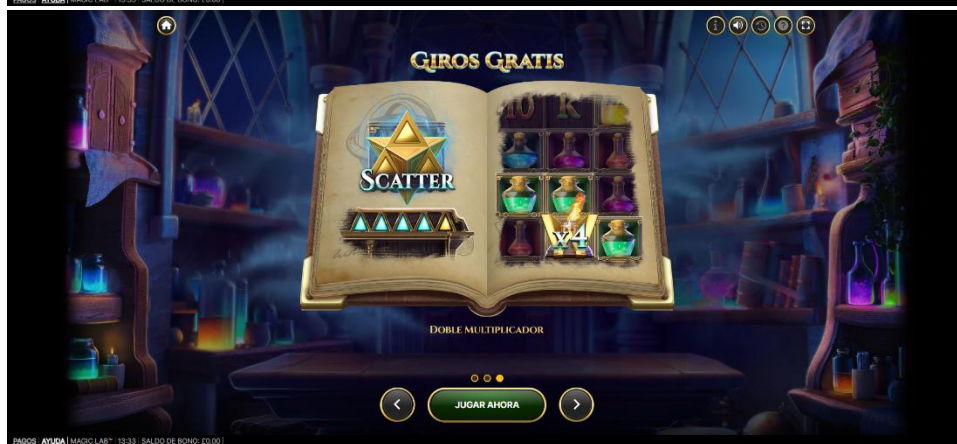 PAGOS | AYUDA | MAGIC LAB™ | 13:33 | SALDO DE BONO: £0.00 |
GIROS GRATIS
10 K
SCATTER
x4
DOBLE MULTIPLICADOR
JUGAR AHORA
PAGOS | AYUDA | MAGIC LAB™ | 13:33 | SALDO DE BONO: £0.00 |